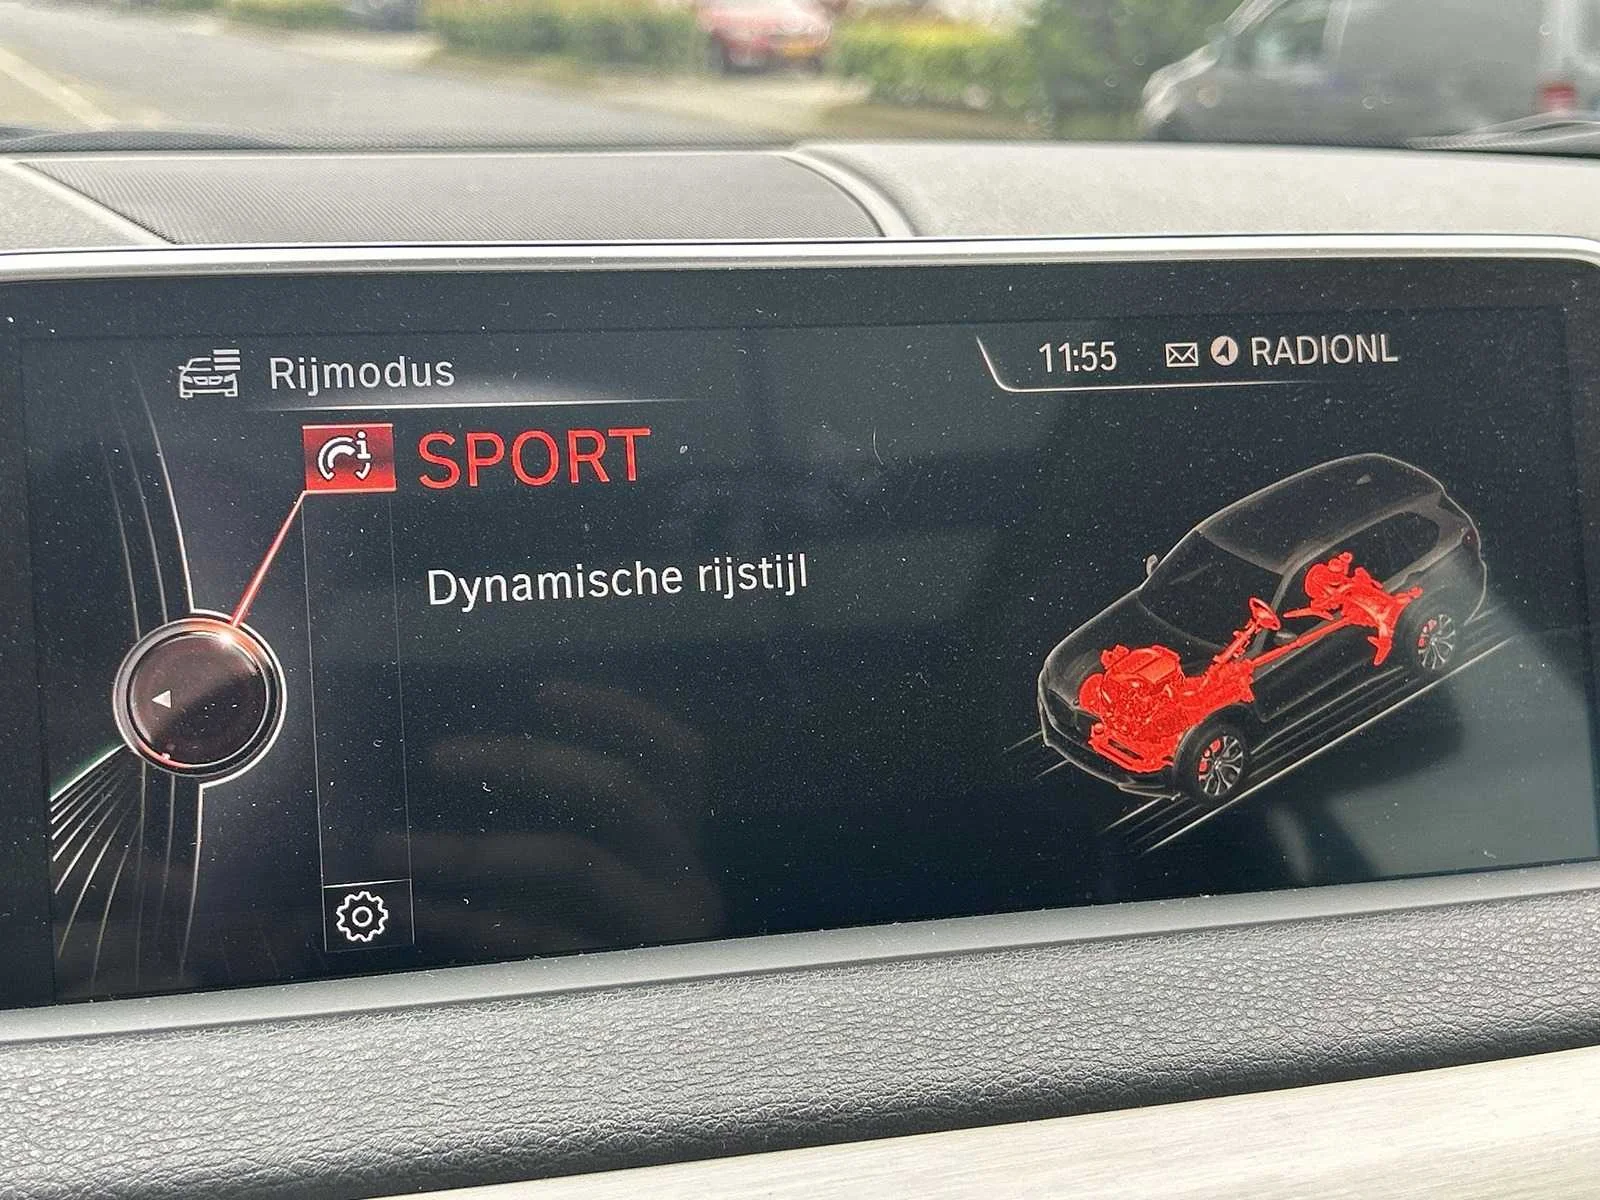 Rijmodus
11:55 RADIONL
SPORT
Dynamische rijstijl